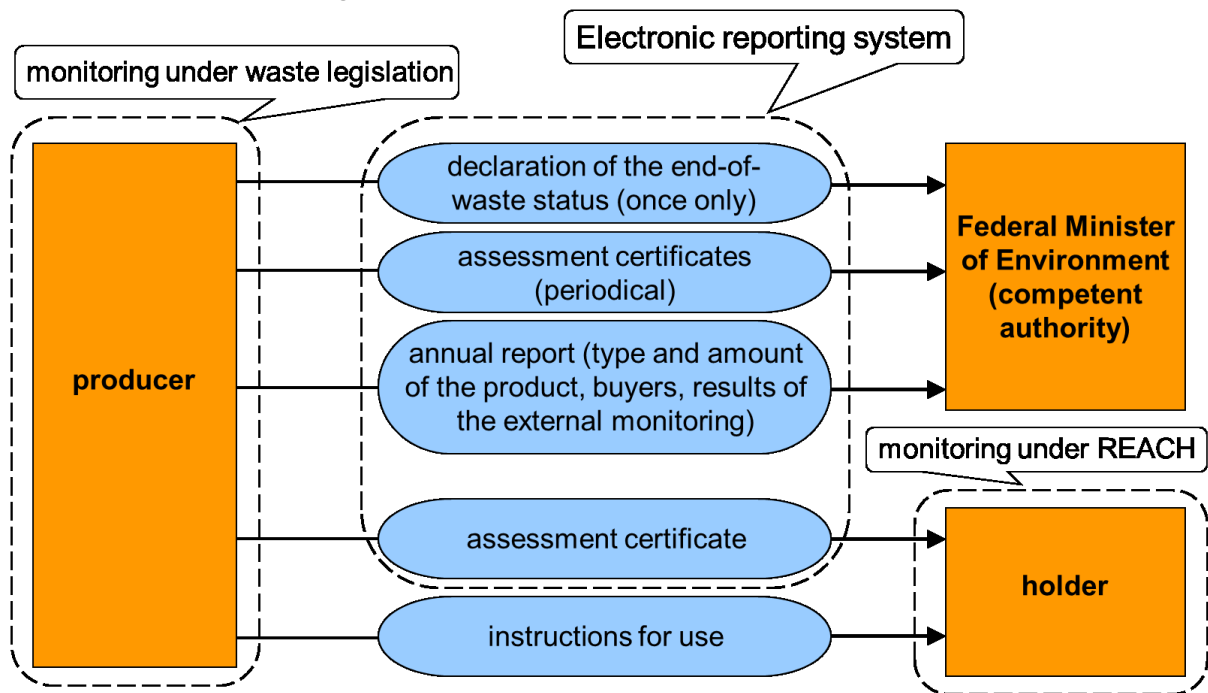 Electronic reporting system
monitoring under waste legislation
declaration of the end-of-
waste status (once only)
assessment certificates
(periodical)
annual report (type and amount
of the product, buyers, results of
the external monitoring)
producer
Federal Minister
of Environment
(competent
authority)
monitoring under REACH
assessment certificate
holder
instructions for use